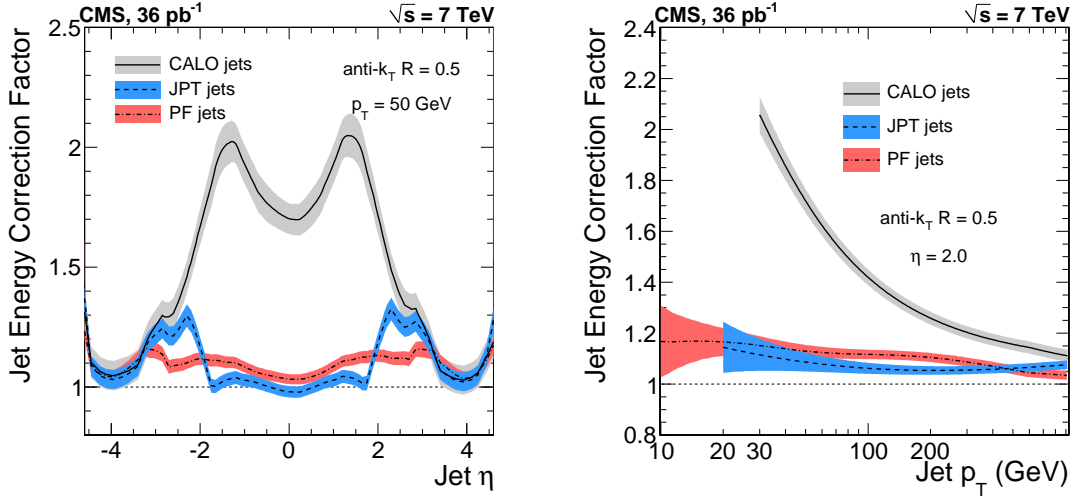 CMS, 36 pb⁻¹ √s = 7 TeV
Jet Energy Correction Factor
2.5
2
1.5
1
CALO jets
JPT jets
PF jets
anti-k_T R = 0.5
p_T = 50 GeV
-4 -2 0 2 4
Jet η
CMS, 36 pb⁻¹ √s = 7 TeV
Jet Energy Correction Factor
2.4
2.2
2
1.8
1.6
1.4
1.2
1
0.8
CALO jets
JPT jets
PF jets
anti-k_T R = 0.5
η = 2.0
10 20 30 100 200
Jet p_T (GeV)